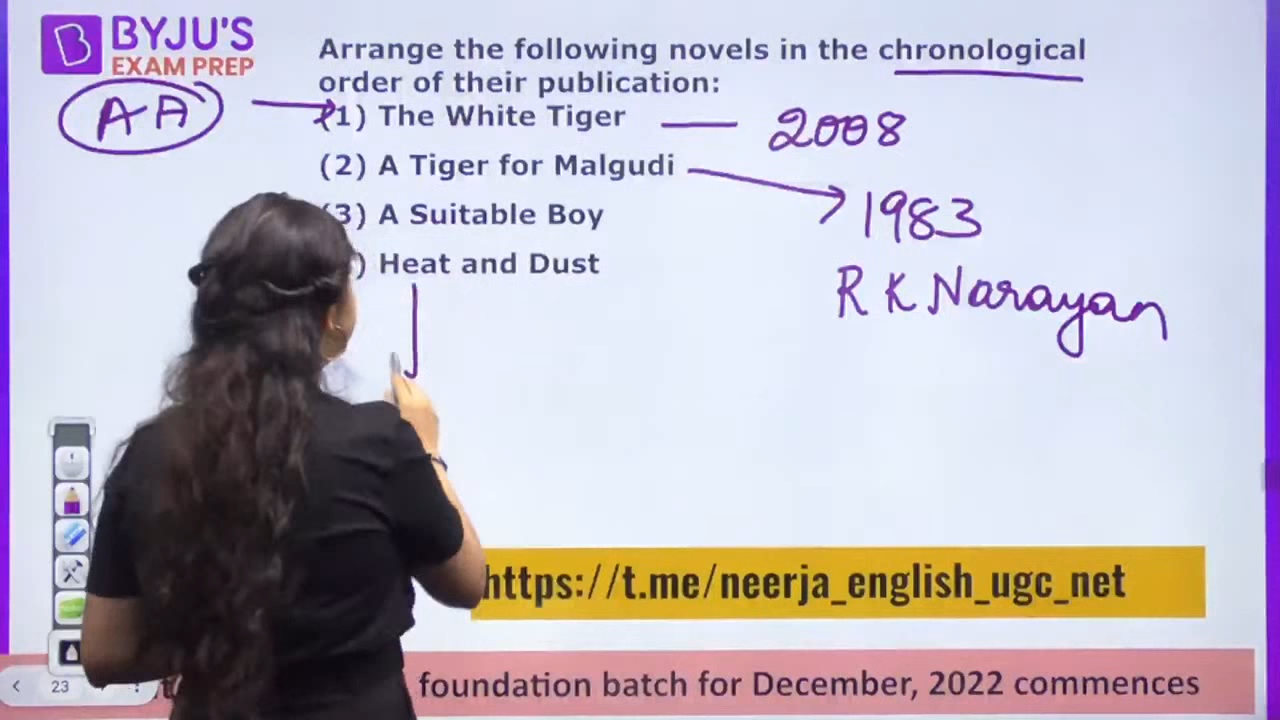 BYJU'S
EXAM PREP
Arrange the following novels in the chronological
order of their publication:
AA
(1) The White Tiger
2008
(2) A Tiger for Malgudi
1983
(3) A Suitable Boy
R K Narayan
) Heat and Dust
https://t.me/neerja_english_ugc_net
23
foundation batch for December, 2022 commences